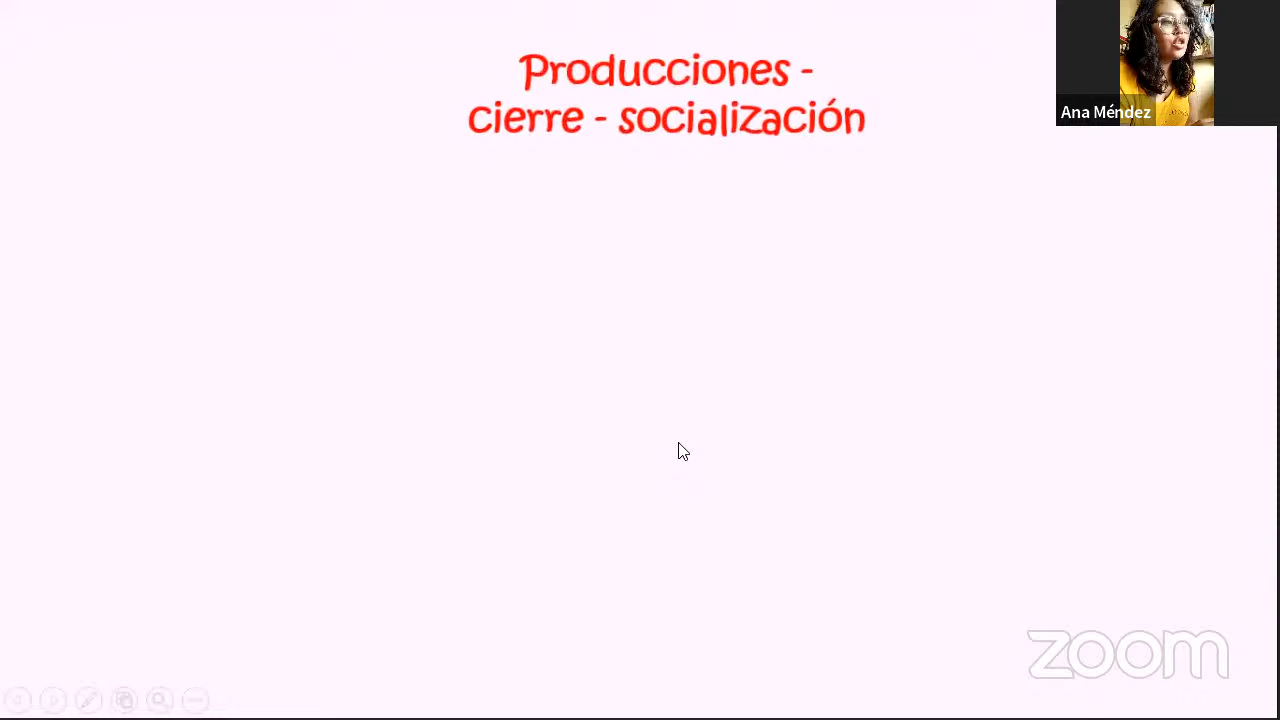 Producciones -
cierre - socialización
Ana Méndez
zoom